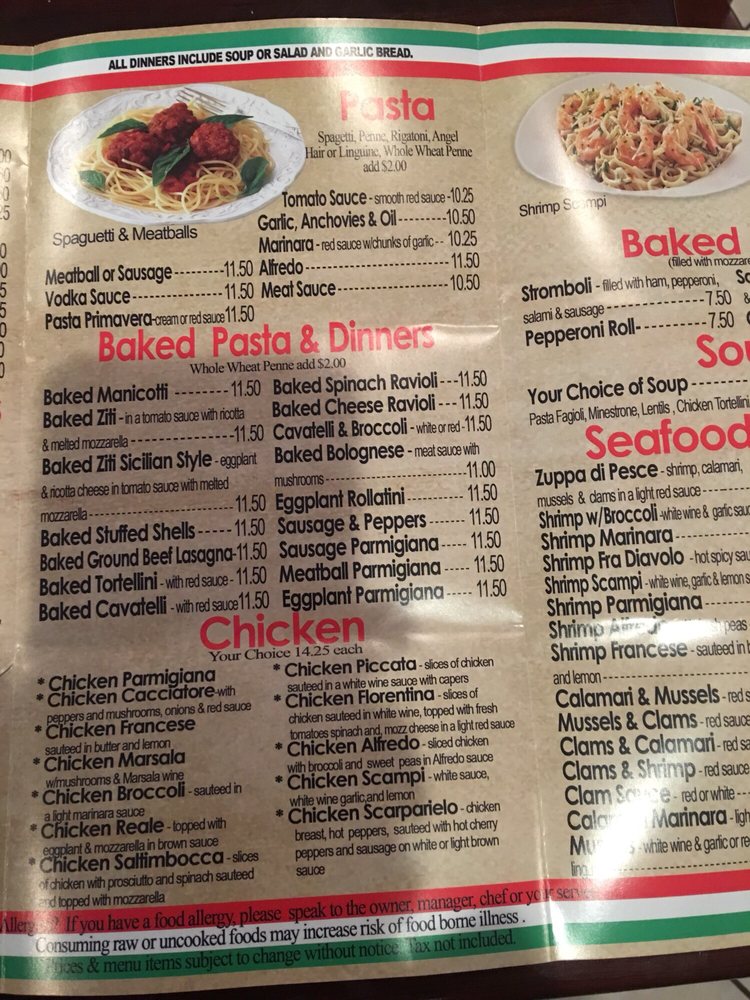 ALL DINNERS INCLUDE SOUP OR SALAD AND GARLIC BREAD.
Pasta
Spagetti, Penne, Rigatoni, Angel
Hair or Linguine, Whole Wheat Penne
add $2.00
Spaguetti & Meatballs
Tomato Sauce - smooth red sauce - 10.25
Garlic, Anchovies & Oil ---------- 10.50
Marinara - red sauce w/chunks of garlic -- 10.25
Alfredo ---------------------- 11.50
Meat Sauce ----------------- 10.50
Meatball or Sausage --------- 11.50
Vodka Sauce --------------- 11.50
Pasta Primavera-cream or red sauce 11.50
Baked Pasta & Dinners
Whole Wheat Penne add $2.00
Baked Manicotti --------- 11.50
Baked Ziti - in a tomato sauce with ricotta
& melted mozzarella ----------------- 11.50
Baked Ziti Sicilian Style - eggplant
& ricotta cheese in tomato sauce with melted
mozzarella ------------------------ 11.50
Baked Stuffed Shells ------ 11.50
Baked Ground Beef Lasagna-11.50
Baked Tortellini - with red sauce - 11.50
Baked Cavatelli - with red sauce 11.50
Baked Spinach Ravioli --- 11.50
Baked Cheese Ravioli --- 11.50
Cavatelli & Broccoli - white or red - 11.50
Baked Bolognese - meat sauce with
mushrooms ----------------------- 11.00
Eggplant Rollatini ---------- 11.50
Sausage & Peppers ------- 11.50
Sausage Parmigiana ----- 11.50
Meatball Parmigiana ---- 11.50
Eggplant Parmigiana ---- 11.50
Chicken
Your Choice 14.25 each
* Chicken Parmigiana
* Chicken Cacciatore-with
peppers and mushrooms, onions & red sauce
* Chicken Francese
sauteed in butter and lemon
* Chicken Marsala
w/mushrooms & Marsala wine
* Chicken Broccoli - sauteed in
a light marinara sauce
* Chicken Reale - topped with
eggplant & mozzarella in brown sauce
* Chicken Saltimbocca - slices
of chicken with prosciutto and spinach sauteed
and topped with mozzarella
* Chicken Piccata - slices of chicken
sauteed in a white wine sauce with capers
* Chicken Florentina - slices of
chicken sauteed in white wine, topped with fresh
tomatoes spinach and, mozz cheese in a light red sauce
* Chicken Alfredo - sliced chicken
with broccoli and sweet peas in Alfredo sauce
* Chicken Scampi - white sauce,
white wine garlic,and lemon
* Chicken Scarparielo - chicken
breast, hot peppers, sauteed with hot cherry
peppers and sausage on white or light brown
sauce
Shrimp Scampi
Baked
(filled with mozzare
Stromboli - filled with ham, pepperoni,
salami & sausage ---------------- 7.50
Pepperoni Roll----------- 7.50
Sou
Your Choice of Soup --------
Pasta Fagioli, Minestrone, Lentils , Chicken Tortellini
Seafood
Zuppa di Pesce - shrimp, calamari,
mussels & clams in a light red sauce --------
Shrimp w/Broccoli -white wine & garlic sauc
Shrimp Marinara ---------
Shrimp Fra Diavolo - hot spicy sau
Shrimp Scampi - white wine, garlic & lemon s
Shrimp Parmigiana ------
Shrimp peas
Shrimp Francese - sauteed in b
and lemon ------------------
Calamari & Mussels - red s
Mussels & Clams - red sauce
Clams & Calamari - red sa
Clams & Shrimp - red sauce
Clam Sauce - red or white ---
Marinara - ligh
- white wine & garlic or re
Allergies? If you have a food allergy, please speak to the owner, manager, chef or your server.
Consuming raw or uncooked foods may increase risk of food borne illness .
Prices & menu items subject to change without notice. Tax not included.